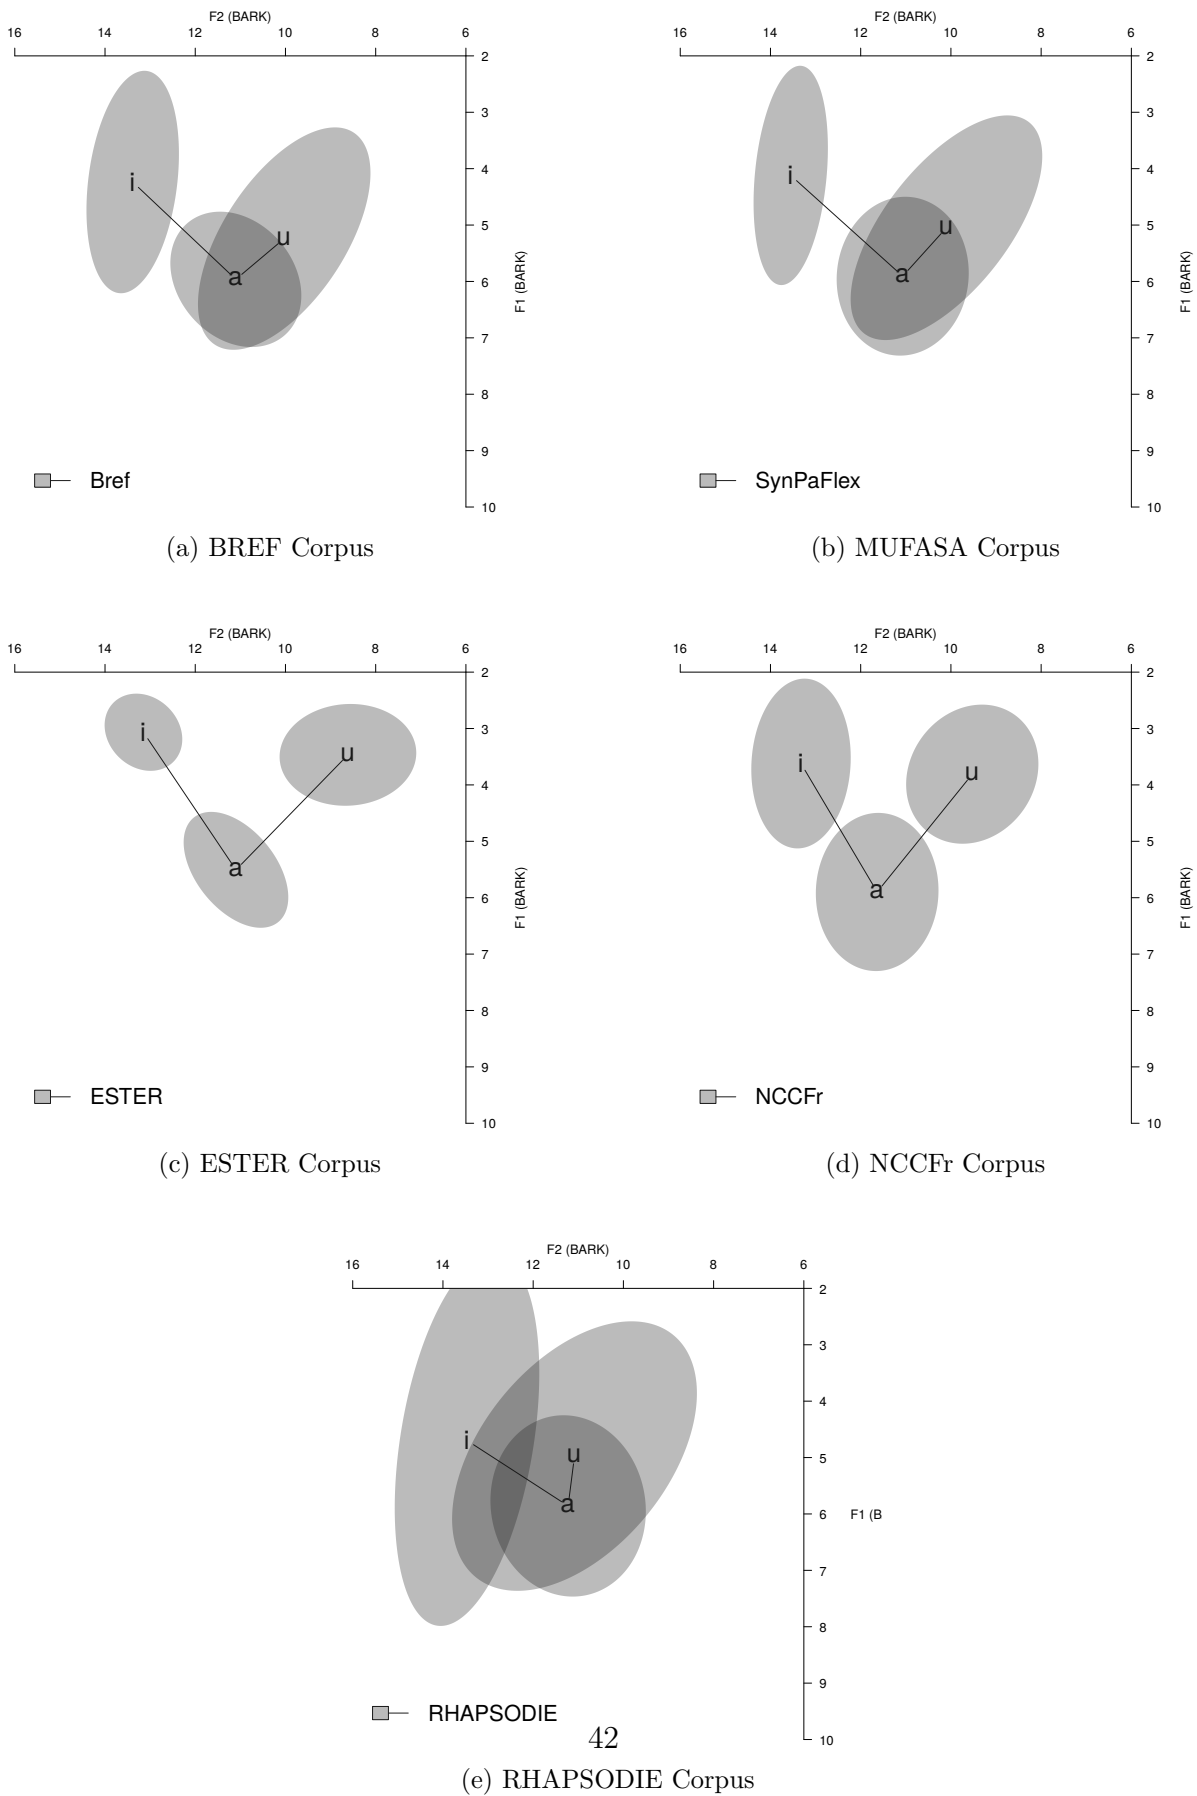 F2 (BARK)
16 14 12 10 8 6
2
3
4
5
6
7
8
9
10
F1 (BARK)
i
u
a
Bref
(a) BREF Corpus
F2 (BARK)
16 14 12 10 8 6
2
3
4
5
6
7
8
9
10
F1 (BARK)
i
u
a
SynPaFlex
(b) MUFASA Corpus
F2 (BARK)
16 14 12 10 8 6
2
3
4
5
6
7
8
9
10
F1 (BARK)
i
u
a
ESTER
(c) ESTER Corpus
F2 (BARK)
16 14 12 10 8 6
2
3
4
5
6
7
8
9
10
F1 (BARK)
i
u
a
NCCFr
(d) NCCFr Corpus
F2 (BARK)
16 14 12 10 8 6
2
3
4
5
6
7
8
9
10
F1 (B
i
u
a
RHAPSODIE
42
(e) RHAPSODIE Corpus